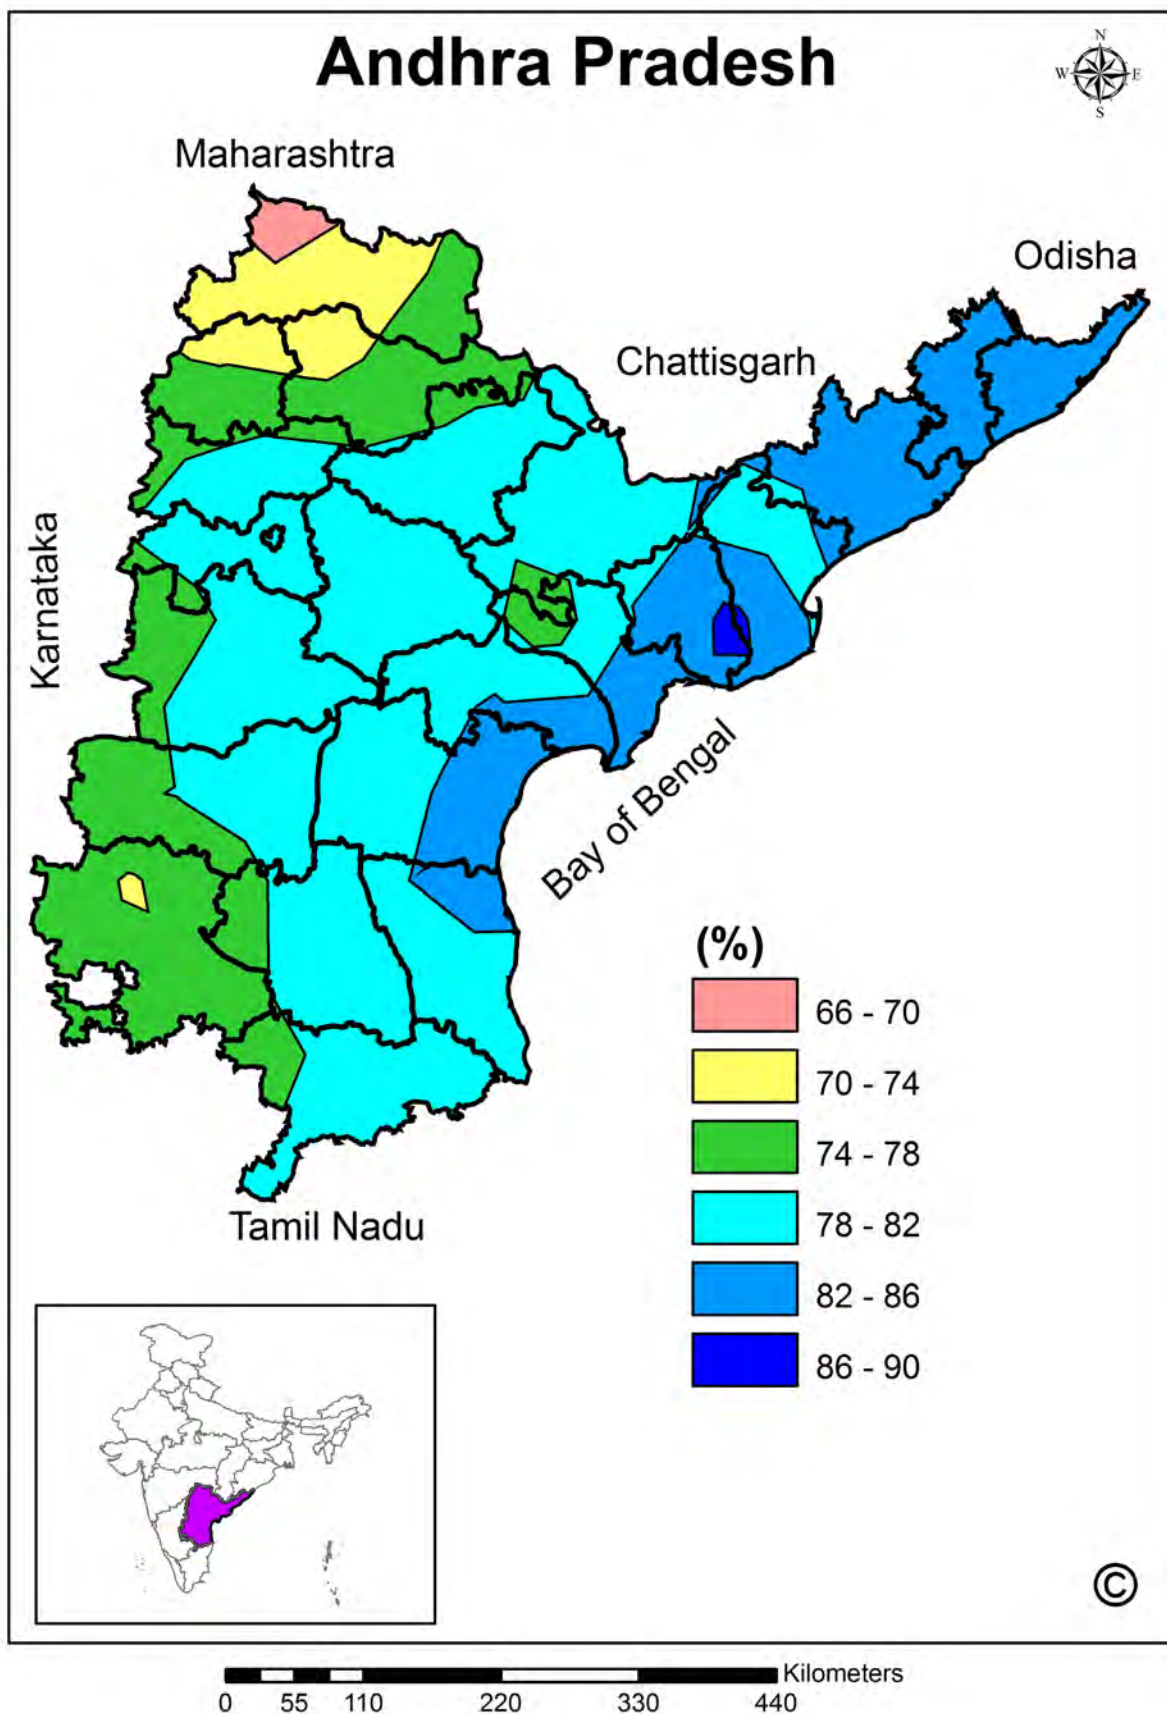 Andhra Pradesh
N
W E
S
Maharashtra
Odisha
Chattisgarh
Karnataka
Bay of Bengal
Tamil Nadu
(%)
66 - 70
70 - 74
74 - 78
78 - 82
82 - 86
86 - 90
©
Kilometers
0 55 110 220 330 440